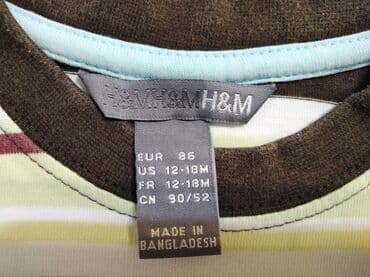 H&MH&MH&M
EUR 86
US 12-18M
FR 12-18M
CN 90/52
MADE IN
BANGLADESH